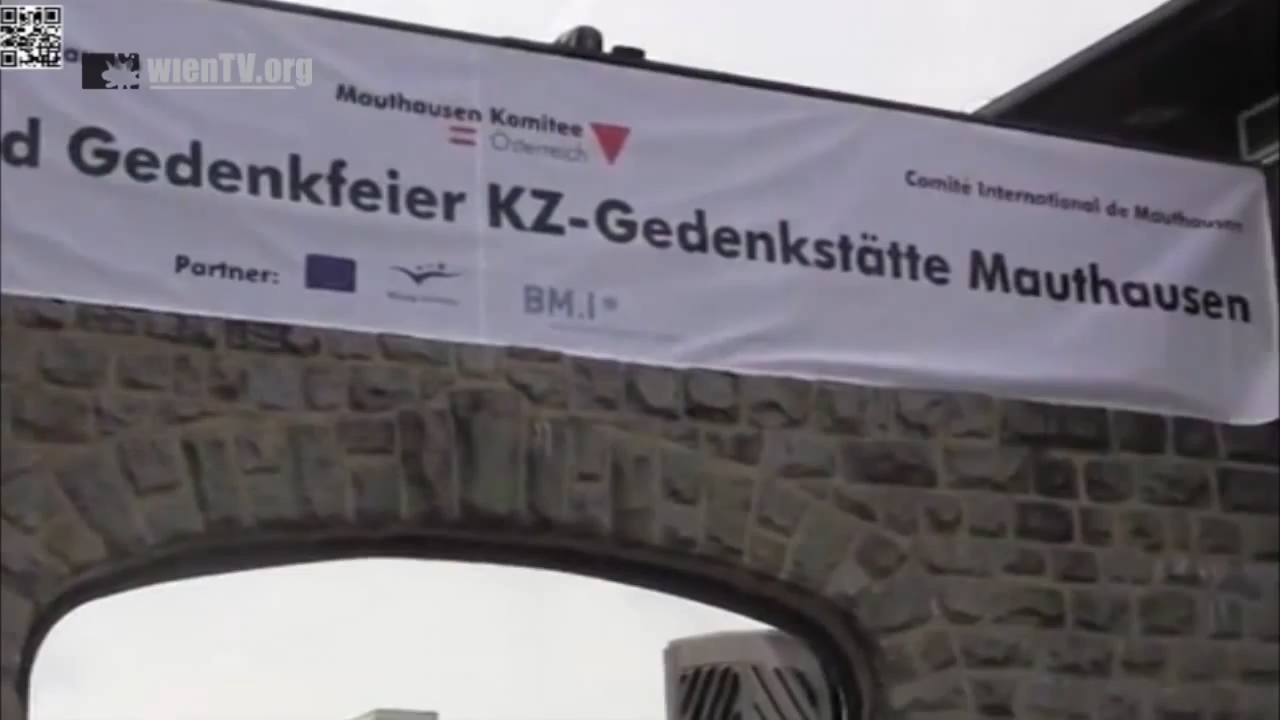 wienTV.org
Mauthausen Komitee
Österreich
Comité International de Mauthausen
d Gedenkfeier KZ-Gedenkstätte Mauthausen
Partner:
BM.I